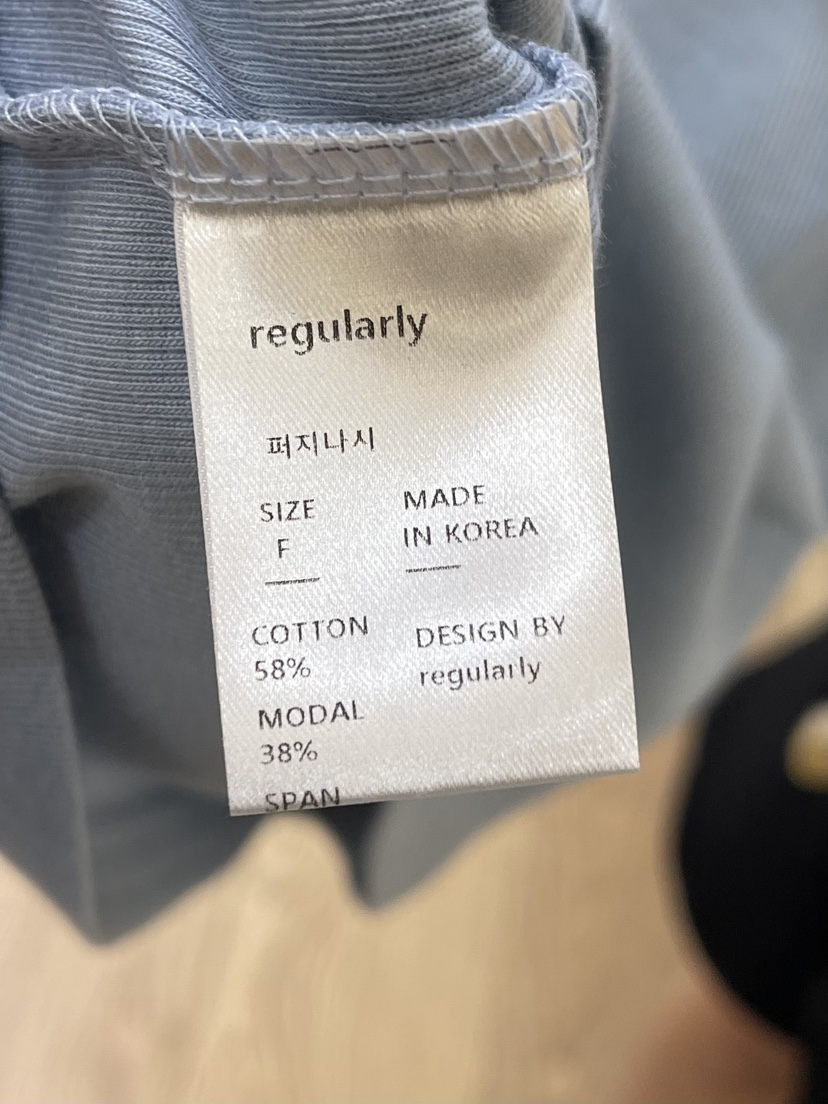 regularly
퍼지나시
SIZE
F
MADE
IN KOREA
COTTON
58%
MODAL
38%
SPAN
DESIGN BY
regularly